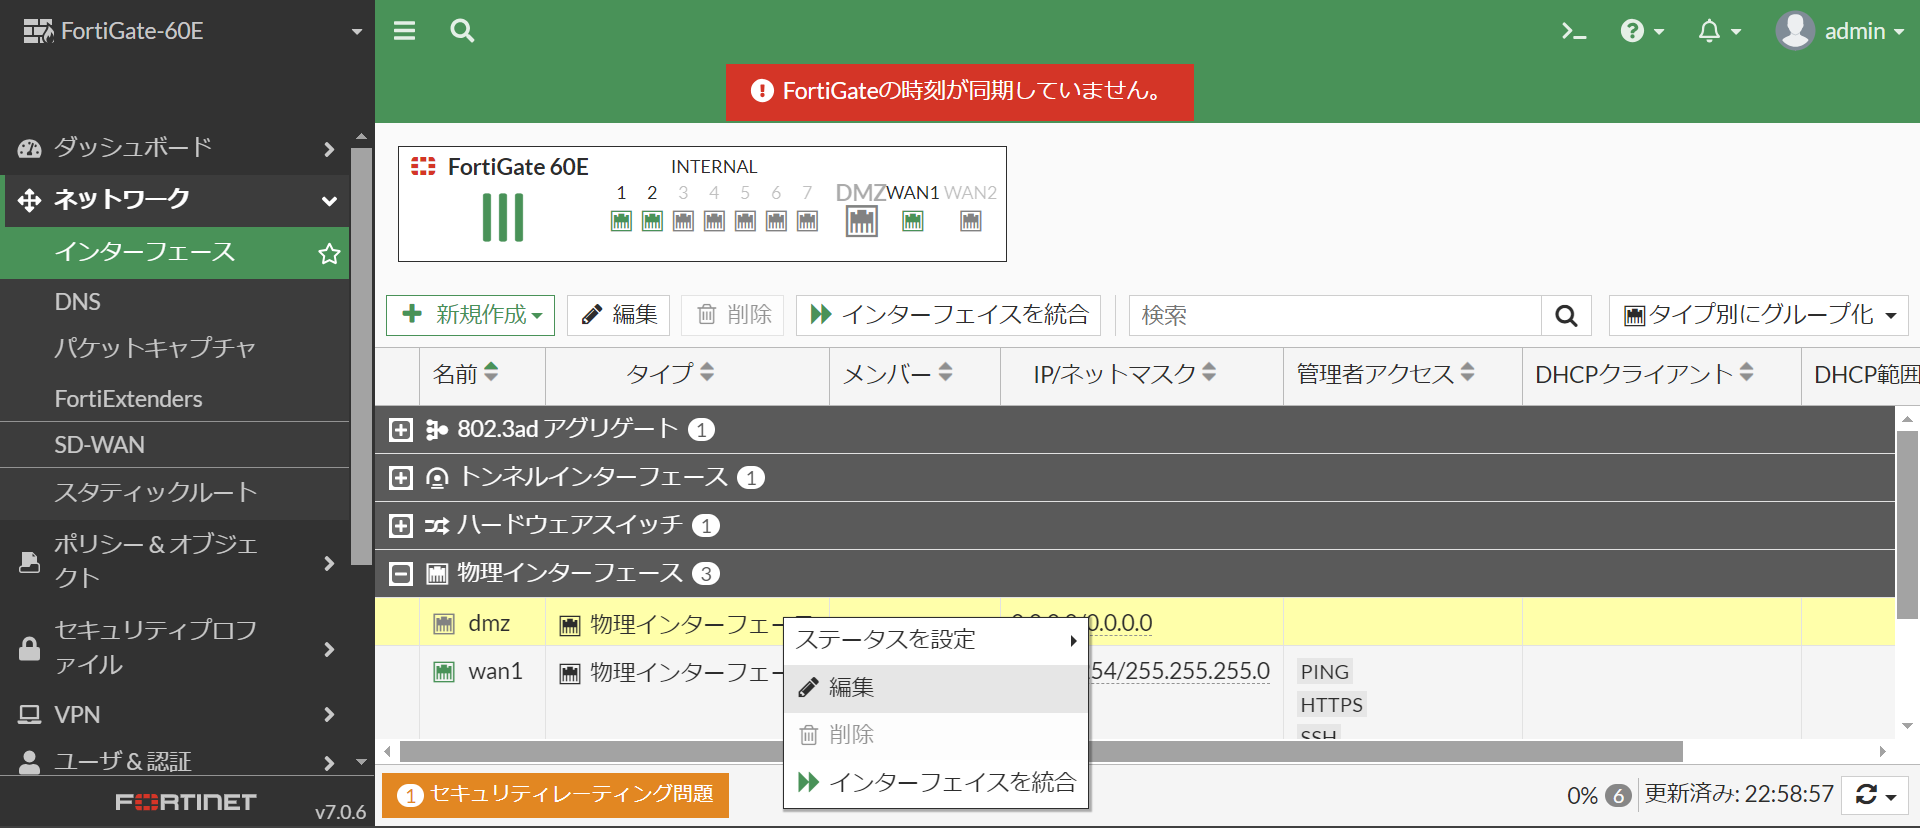 FortiGate-60E
admin
FortiGateの時刻が同期していません。
ダッシュボード
ネットワーク
インターフェース
DNS
パケットキャプチャ
FortiExtenders
SD-WAN
スタティックルート
ポリシー & オブジェ
クト
セキュリティプロフ
ァイル
VPN
ユーザ & 認証
FORTINET
v7.0.6
FortiGate 60E
INTERNAL
1 2 3 4 5 6 7 DMZ WAN1 WAN2
新規作成 編集 削除 インターフェイスを統合 検索 タイプ別にグループ化
名前 タイプ メンバー IP/ネットマスク 管理者アクセス DHCPクライアント DHCP範囲
802.3ad アグリゲート 1
トンネルインターフェース 1
ハードウェアスイッチ 1
物理インターフェース 3
dmz 物理インターフェース 0.0.0.0/0.0.0.0
wan1 物理インターフェー 54/255.255.255.0 PING
HTTPS
SSH
ステータスを設定
編集
削除
インターフェイスを統合
1 セキュリティレーティング問題
0% 6 更新済み: 22:58:57